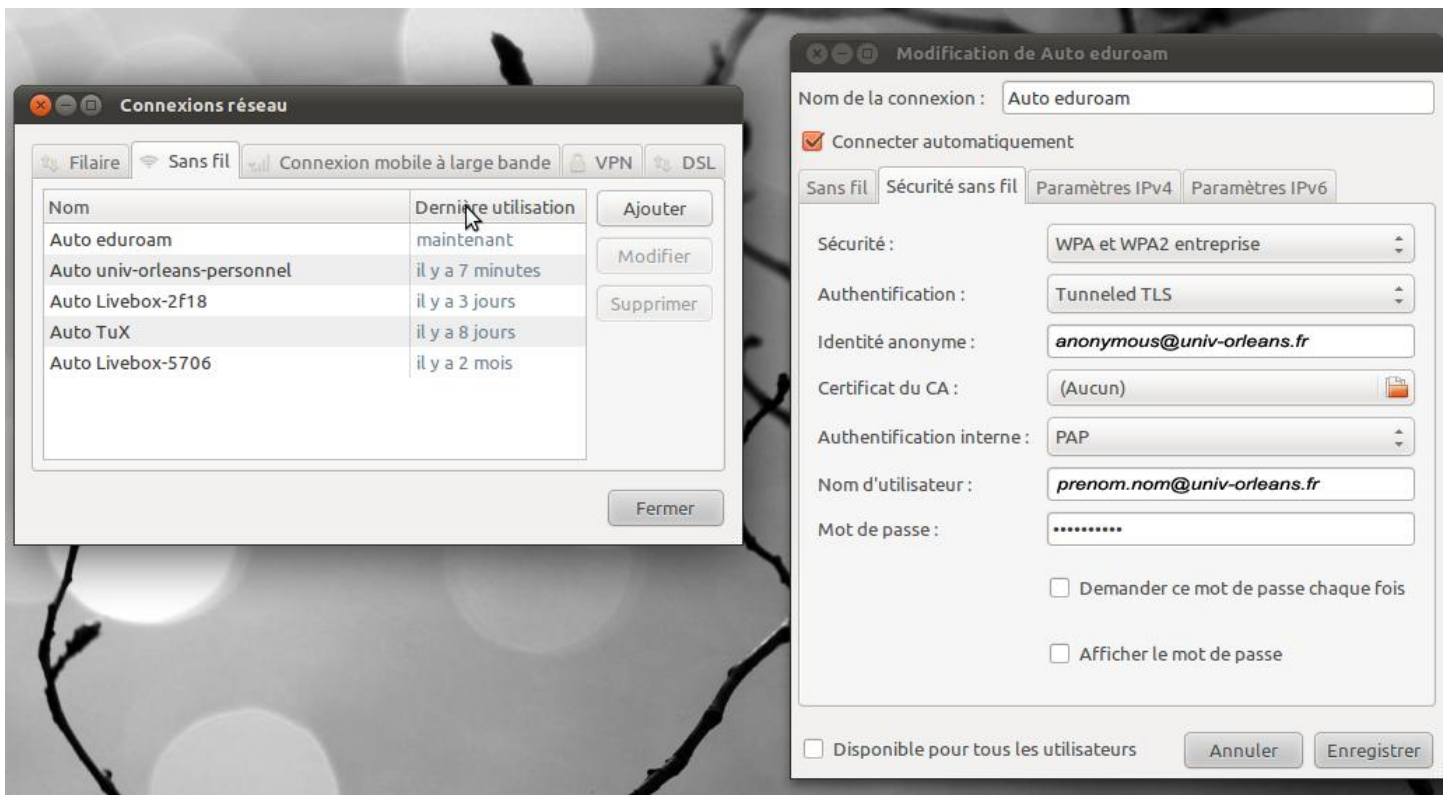 Connexions réseau
Filaire Sans fil Connexion mobile à large bande VPN DSL
Nom Dernière utilisation
Auto eduroam maintenant
Auto univ-orleans-personnel il y a 7 minutes
Auto Livebox-2f18 il y a 3 jours
Auto TuX il y a 8 jours
Auto Livebox-5706 il y a 2 mois
Ajouter
Modifier
Supprimer
Fermer
Modification de Auto eduroam
Nom de la connexion : Auto eduroam
Connecter automatiquement
Sans fil Sécurité sans fil Paramètres IPv4 Paramètres IPv6
Sécurité : WPA et WPA2 entreprise
Authentification : Tunneled TLS
Identité anonyme : anonymous@univ-orleans.fr
Certificat du CA : (Aucun)
Authentification interne : PAP
Nom d'utilisateur : prenom.nom@univ-orleans.fr
Mot de passe : ••••••••••
Demander ce mot de passe chaque fois
Afficher le mot de passe
Disponible pour tous les utilisateurs Annuler Enregistrer